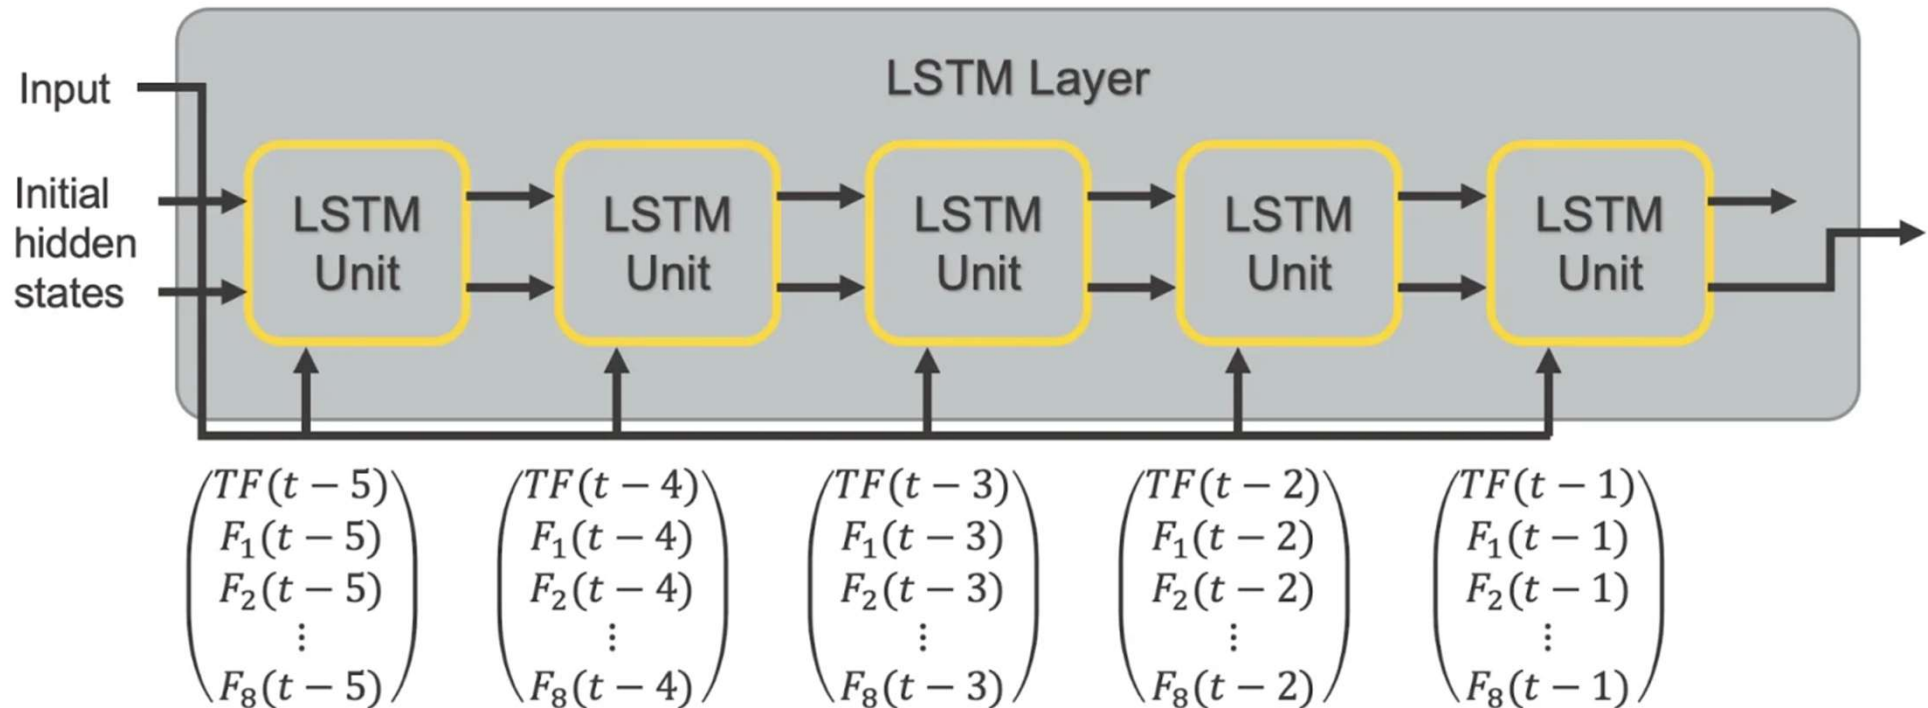 LSTM Layer
Input
Initial
hidden
states
LSTM
Unit
LSTM
Unit
LSTM
Unit
LSTM
Unit
LSTM
Unit
TF(t − 5)
F₁(t − 5)
F₂(t − 5)
⋮
F₈(t − 5)
TF(t − 4)
F₁(t − 4)
F₂(t − 4)
⋮
F₈(t − 4)
TF(t − 3)
F₁(t − 3)
F₂(t − 3)
⋮
F₈(t − 3)
TF(t − 2)
F₁(t − 2)
F₂(t − 2)
⋮
F₈(t − 2)
TF(t − 1)
F₁(t − 1)
F₂(t − 1)
⋮
F₈(t − 1)